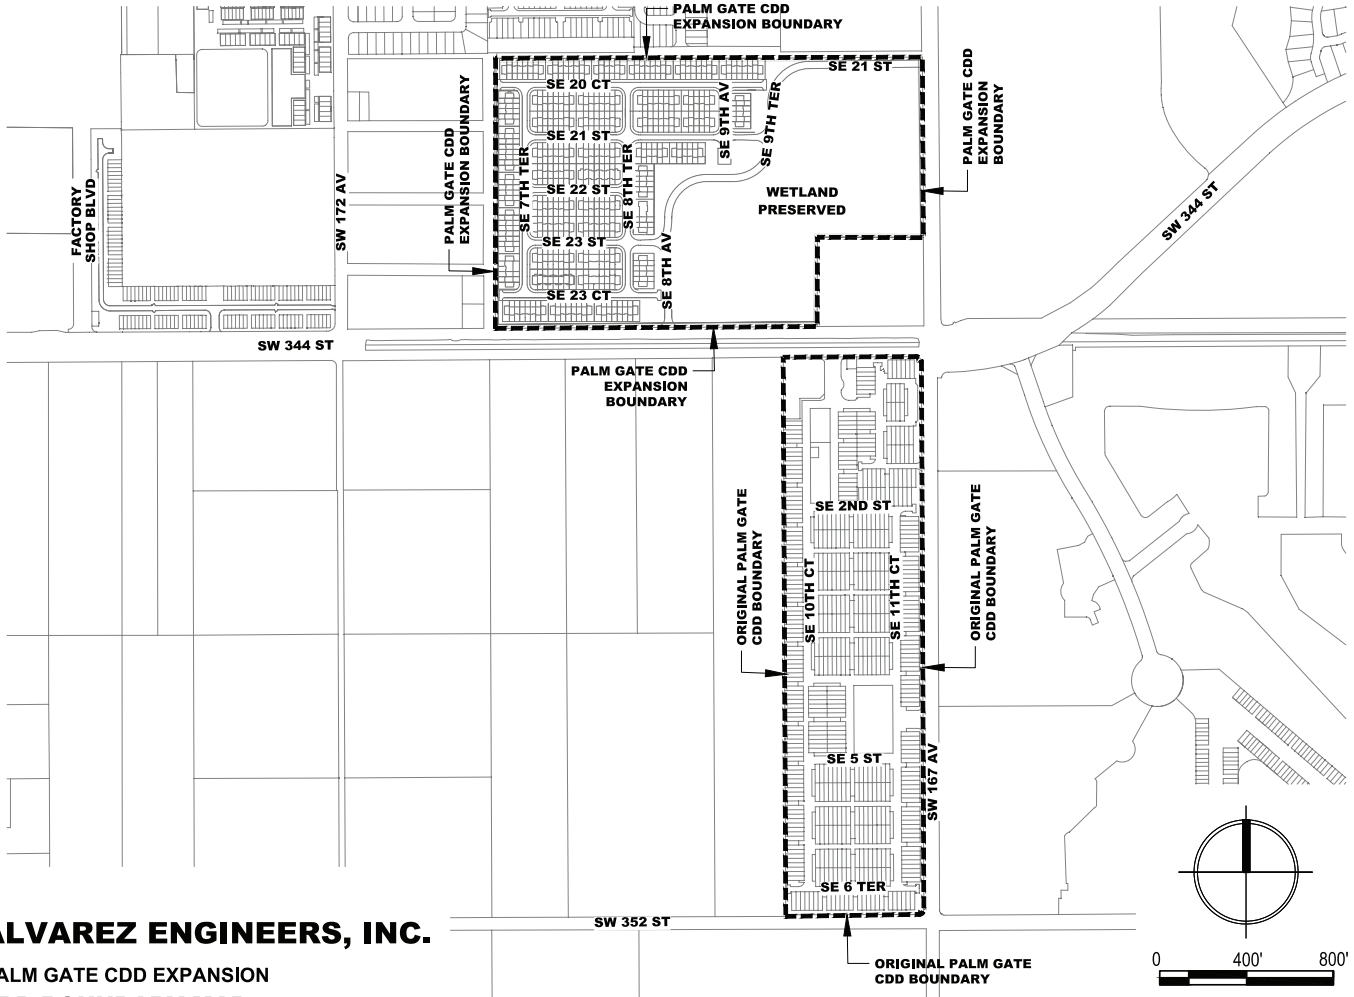 PALM GATE CDD
EXPANSION BOUNDARY
SE 21 ST
PALM GATE CDD
EXPANSION
BOUNDARY
PALM GATE CDD
EXPANSION BOUNDARY
SE 20 CT
SE 9TH AV
SE 9TH TER
SE 21 ST
SE 7TH TER
SE 8TH TER
SE 22 ST
WETLAND
PRESERVED
FACTORY
SHOP BLVD
SW 172 AV
SW 344 ST
SE 23 ST
SE 8TH AV
SE 23 CT
SW 344 ST
PALM GATE CDD
EXPANSION
BOUNDARY
ORIGINAL PALM GATE
CDD BOUNDARY
SE 2ND ST
SE 10TH CT
SE 11TH CT
ORIGINAL PALM GATE
CDD BOUNDARY
SE 5 ST
SW 167 AV
SE 6 TER
SW 352 ST
ORIGINAL PALM GATE
CDD BOUNDARY
0 400' 800'
ALVAREZ ENGINEERS, INC.
PALM GATE CDD EXPANSION